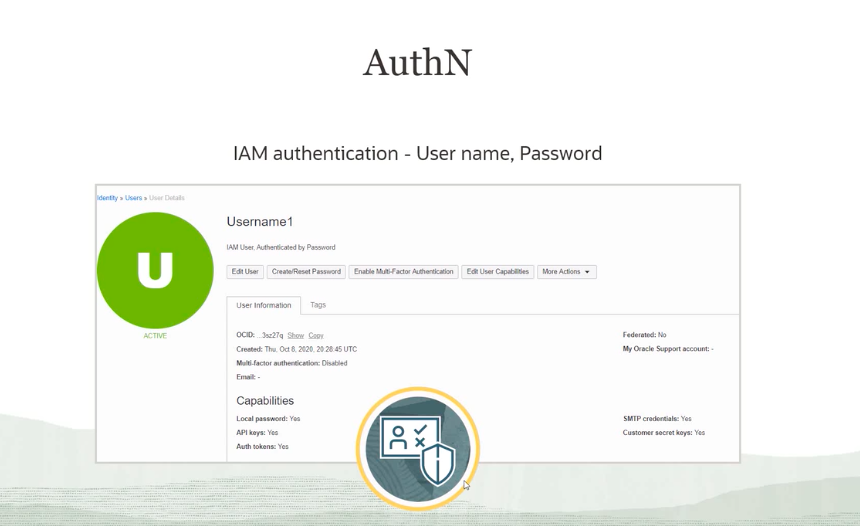 AuthN
IAM authentication - User name, Password
Identity » Users » User Details
U
ACTIVE
Username1
IAM User, Authenticated by Password
Edit User Create/Reset Password Enable Multi-Factor Authentication Edit User Capabilities More Actions
User Information Tags
OCID: ...3sz27q Show Copy
Federated: No
Created: Thu, Oct 8, 2020, 20:28:45 UTC
My Oracle Support account: -
Multi-factor authentication: Disabled
Email: -
Capabilities
Local password: Yes
SMTP credentials: Yes
API keys: Yes
Customer secret keys: Yes
Auth tokens: Yes